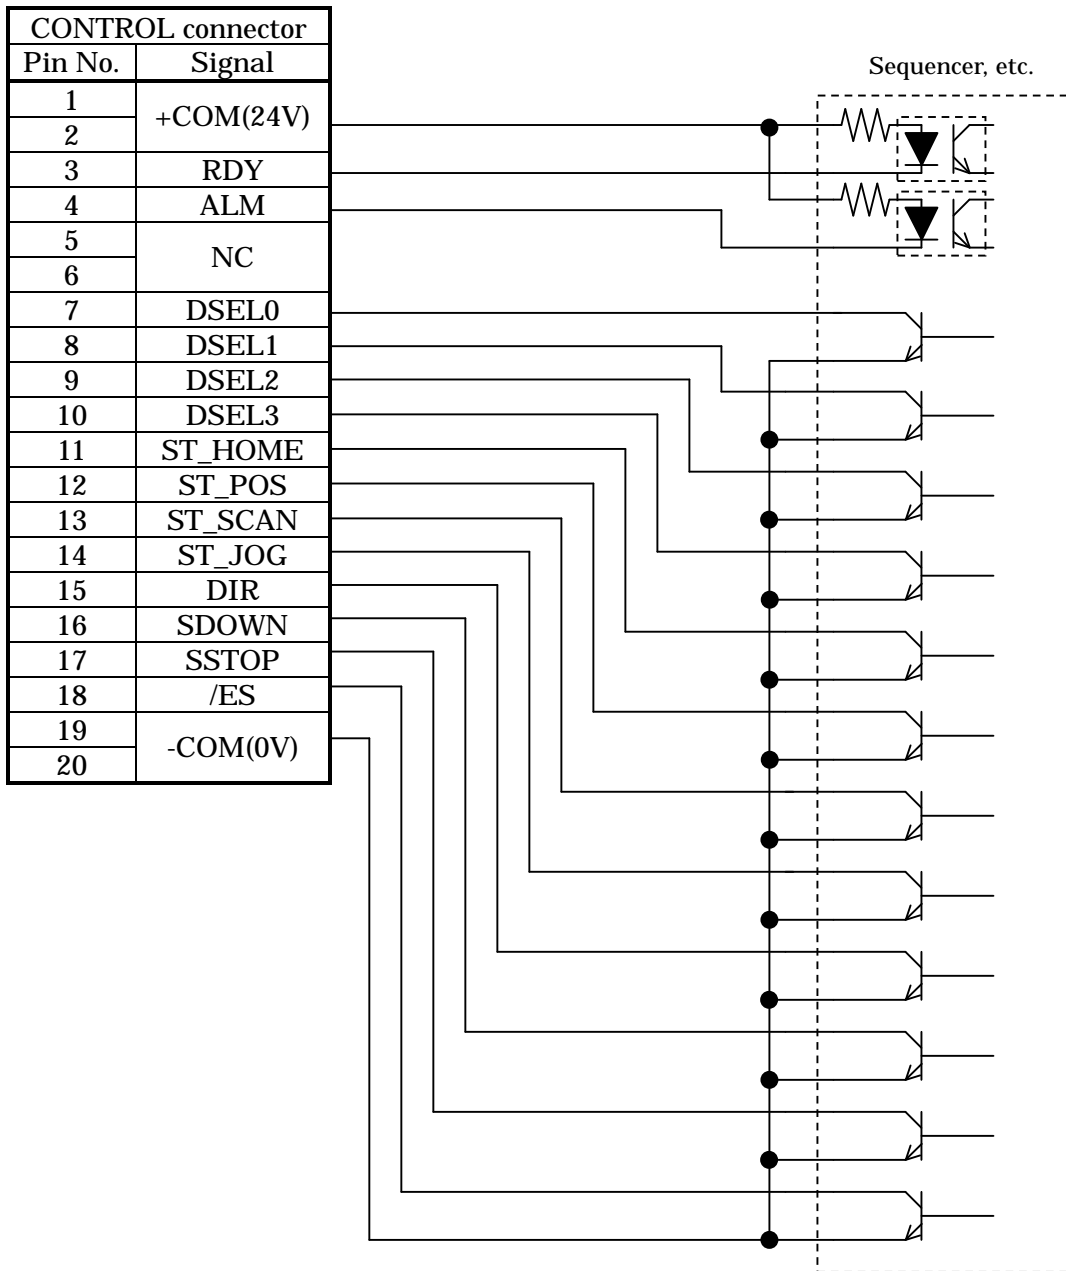 CONTROL connector
Pin No. Signal
Sequencer, etc.
1
+COM(24V)
2
3 RDY
4 ALM
5
NC
6
7 DSEL0
8 DSEL1
9 DSEL2
10 DSEL3
11 ST_HOME
12 ST_POS
13 ST_SCAN
14 ST_JOG
15 DIR
16 SDOWN
17 SSTOP
18 /ES
19
-COM(0V)
20